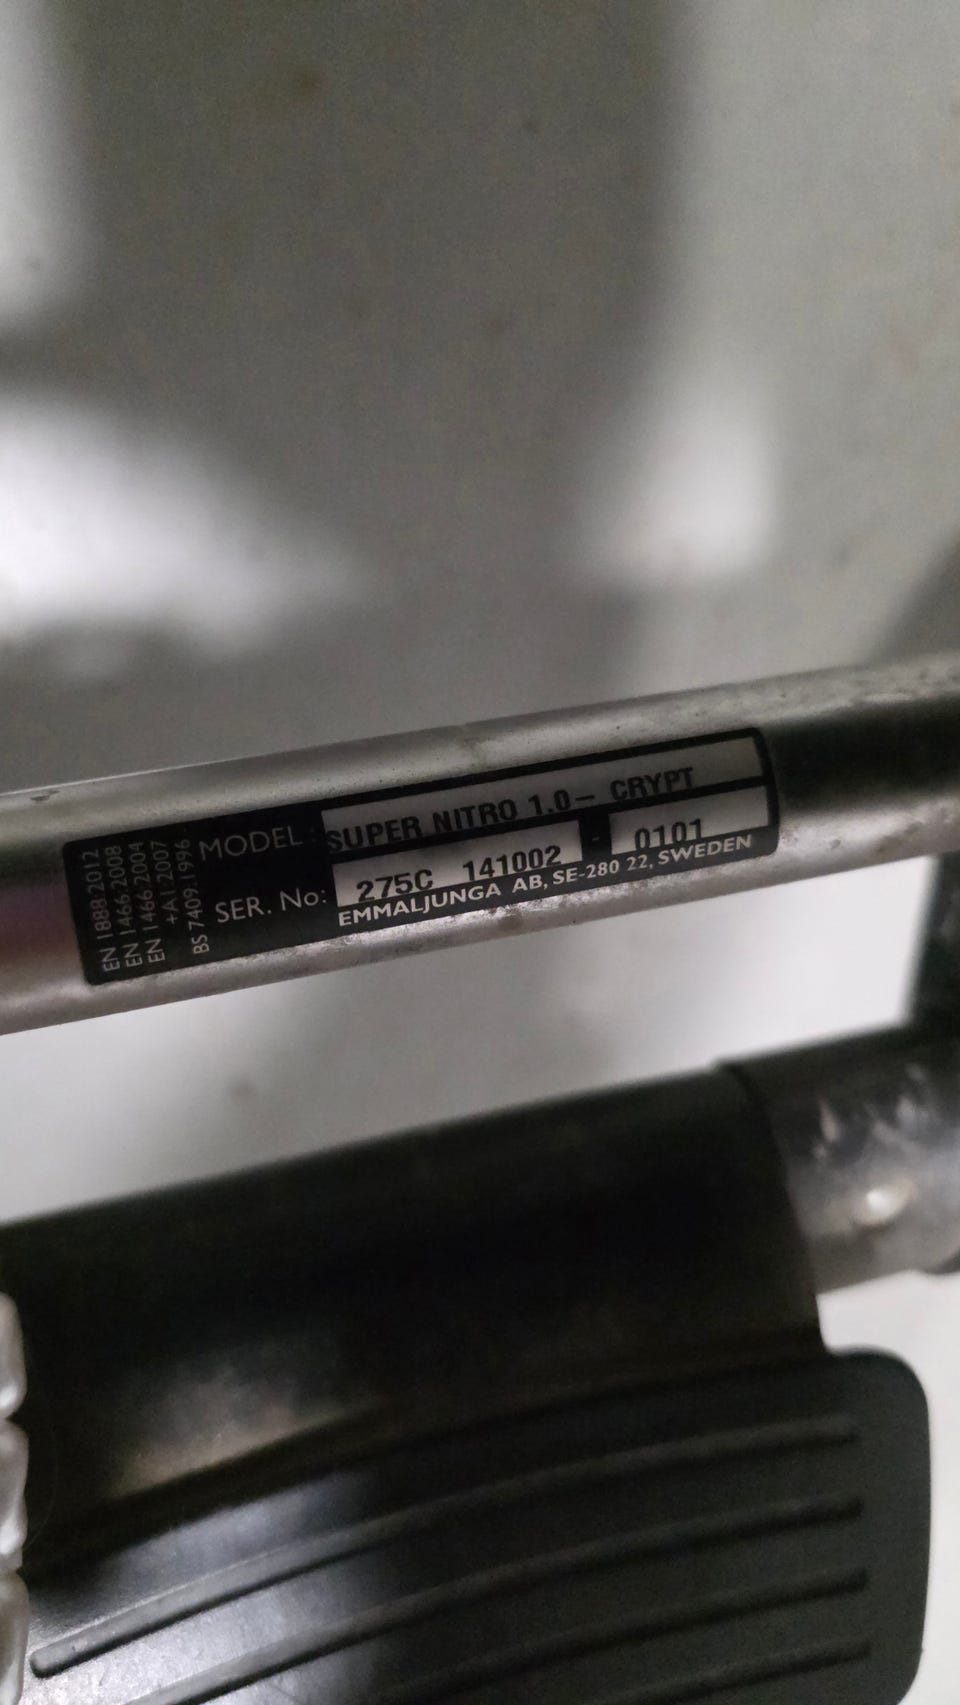 EN 1888:2012
EN 1466:2008
EN 1466:2004
+A1:2007
BS 7409:1996
MODEL : SUPER NITRO 1.0– CRYPT
SER. No: 275C 141002 - 0101
EMMALJUNGA AB, SE-280 22, SWEDEN